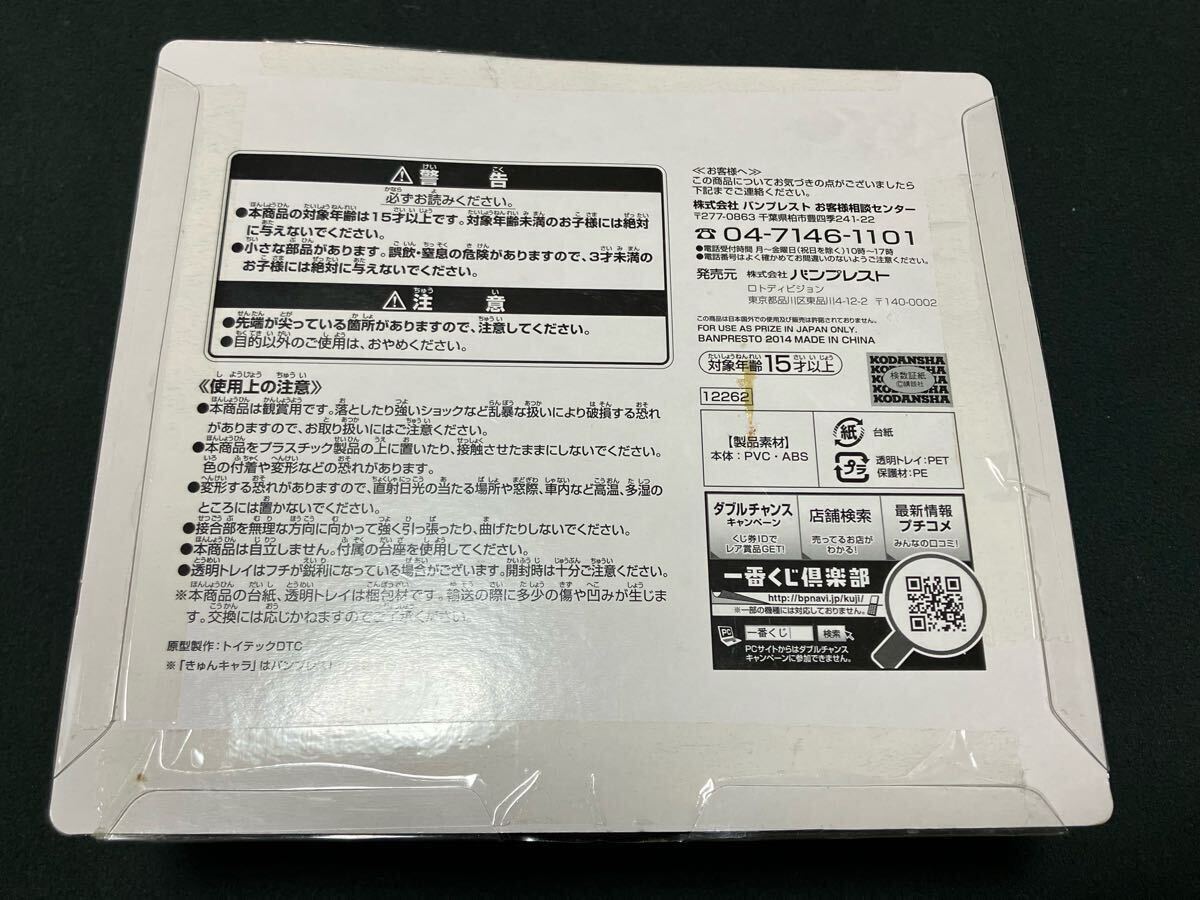 警告
必ずお読みください。
●本商品の対象年齢は15才以上です。対象年齢未満のお子様には絶対
に与えないでください。
●小さな部品があります。誤飲・窒息の危険がありますので、3才未満の
お子様には絶対に与えないでください。
注意
●先端が尖っている箇所がありますので、注意してください。
●目的以外のご使用は、おやめください。
《使用上の注意》
●本商品は観賞用です。落としたり強いショックなど乱暴な扱いにより破損する恐れ
がありますので、お取り扱いにはご注意ください。
●本商品をプラスチック製品の上に置いたり、接触させたままにしないでください。
色の付着や変形などの恐れがあります。
●変形する恐れがありますので、直射日光の当たる場所や窓際、車内など高温、多湿の
ところには置かないでください。
●接合部を無理な方向に向かって強く引っ張ったり、曲げたりしないでください。
●本商品は自立しません。付属の台座を使用してください。
●透明トレイはフチが鋭利になっている場合がございます。開封時は十分ご注意ください。
※本商品の台紙、透明トレイは梱包材です。輸送の際に多少の傷や凹みが生じま
す。交換には応じかねますのでご了承ください。
原型製作:トイテックDTC
※「きゅんキャラ」はバンプレス
≪お客様へ≫
この商品についてお気づきの点がございましたら
下記までご連絡ください。
株式会社 バンプレスト お客様相談センター
〒277-0863 千葉県柏市豊四季241-22
☎ 04-7146-1101
●電話受付時間 月〜金曜日(祝日を除く)10時〜17時
●電話番号はよく確かめてお間違いのないようご注意ください。
発売元 株式会社 バンプレスト
ロトディビジョン
東京都品川区東品川4-12-2 〒140-0002
この商品は日本国外での使用及び販売は許諾されておりません。
FOR USE AS PRIZE IN JAPAN ONLY.
BANPRESTO 2014 MADE IN CHINA
対象年齢15才以上
KODANSHA
検数証紙
©講談社
KODANSHA
12262
【製品素材】
本体:PVC・ABS
紙 台紙
プラ 透明トレイ:PET
保護材:PE
ダブルチャンス
キャンペーン
くじ券IDで
レア賞品GET!
店舗検索
売ってるお店が
わかる!
最新情報
プチコメ
みんなの口コミ!
一番くじ倶楽部
http://bpnavi.jp/kuji/
※一部の機種には対応しておりません。
PC 一番くじ 検索
PCサイトからはダブルチャンス
キャンペーンに参加できません。